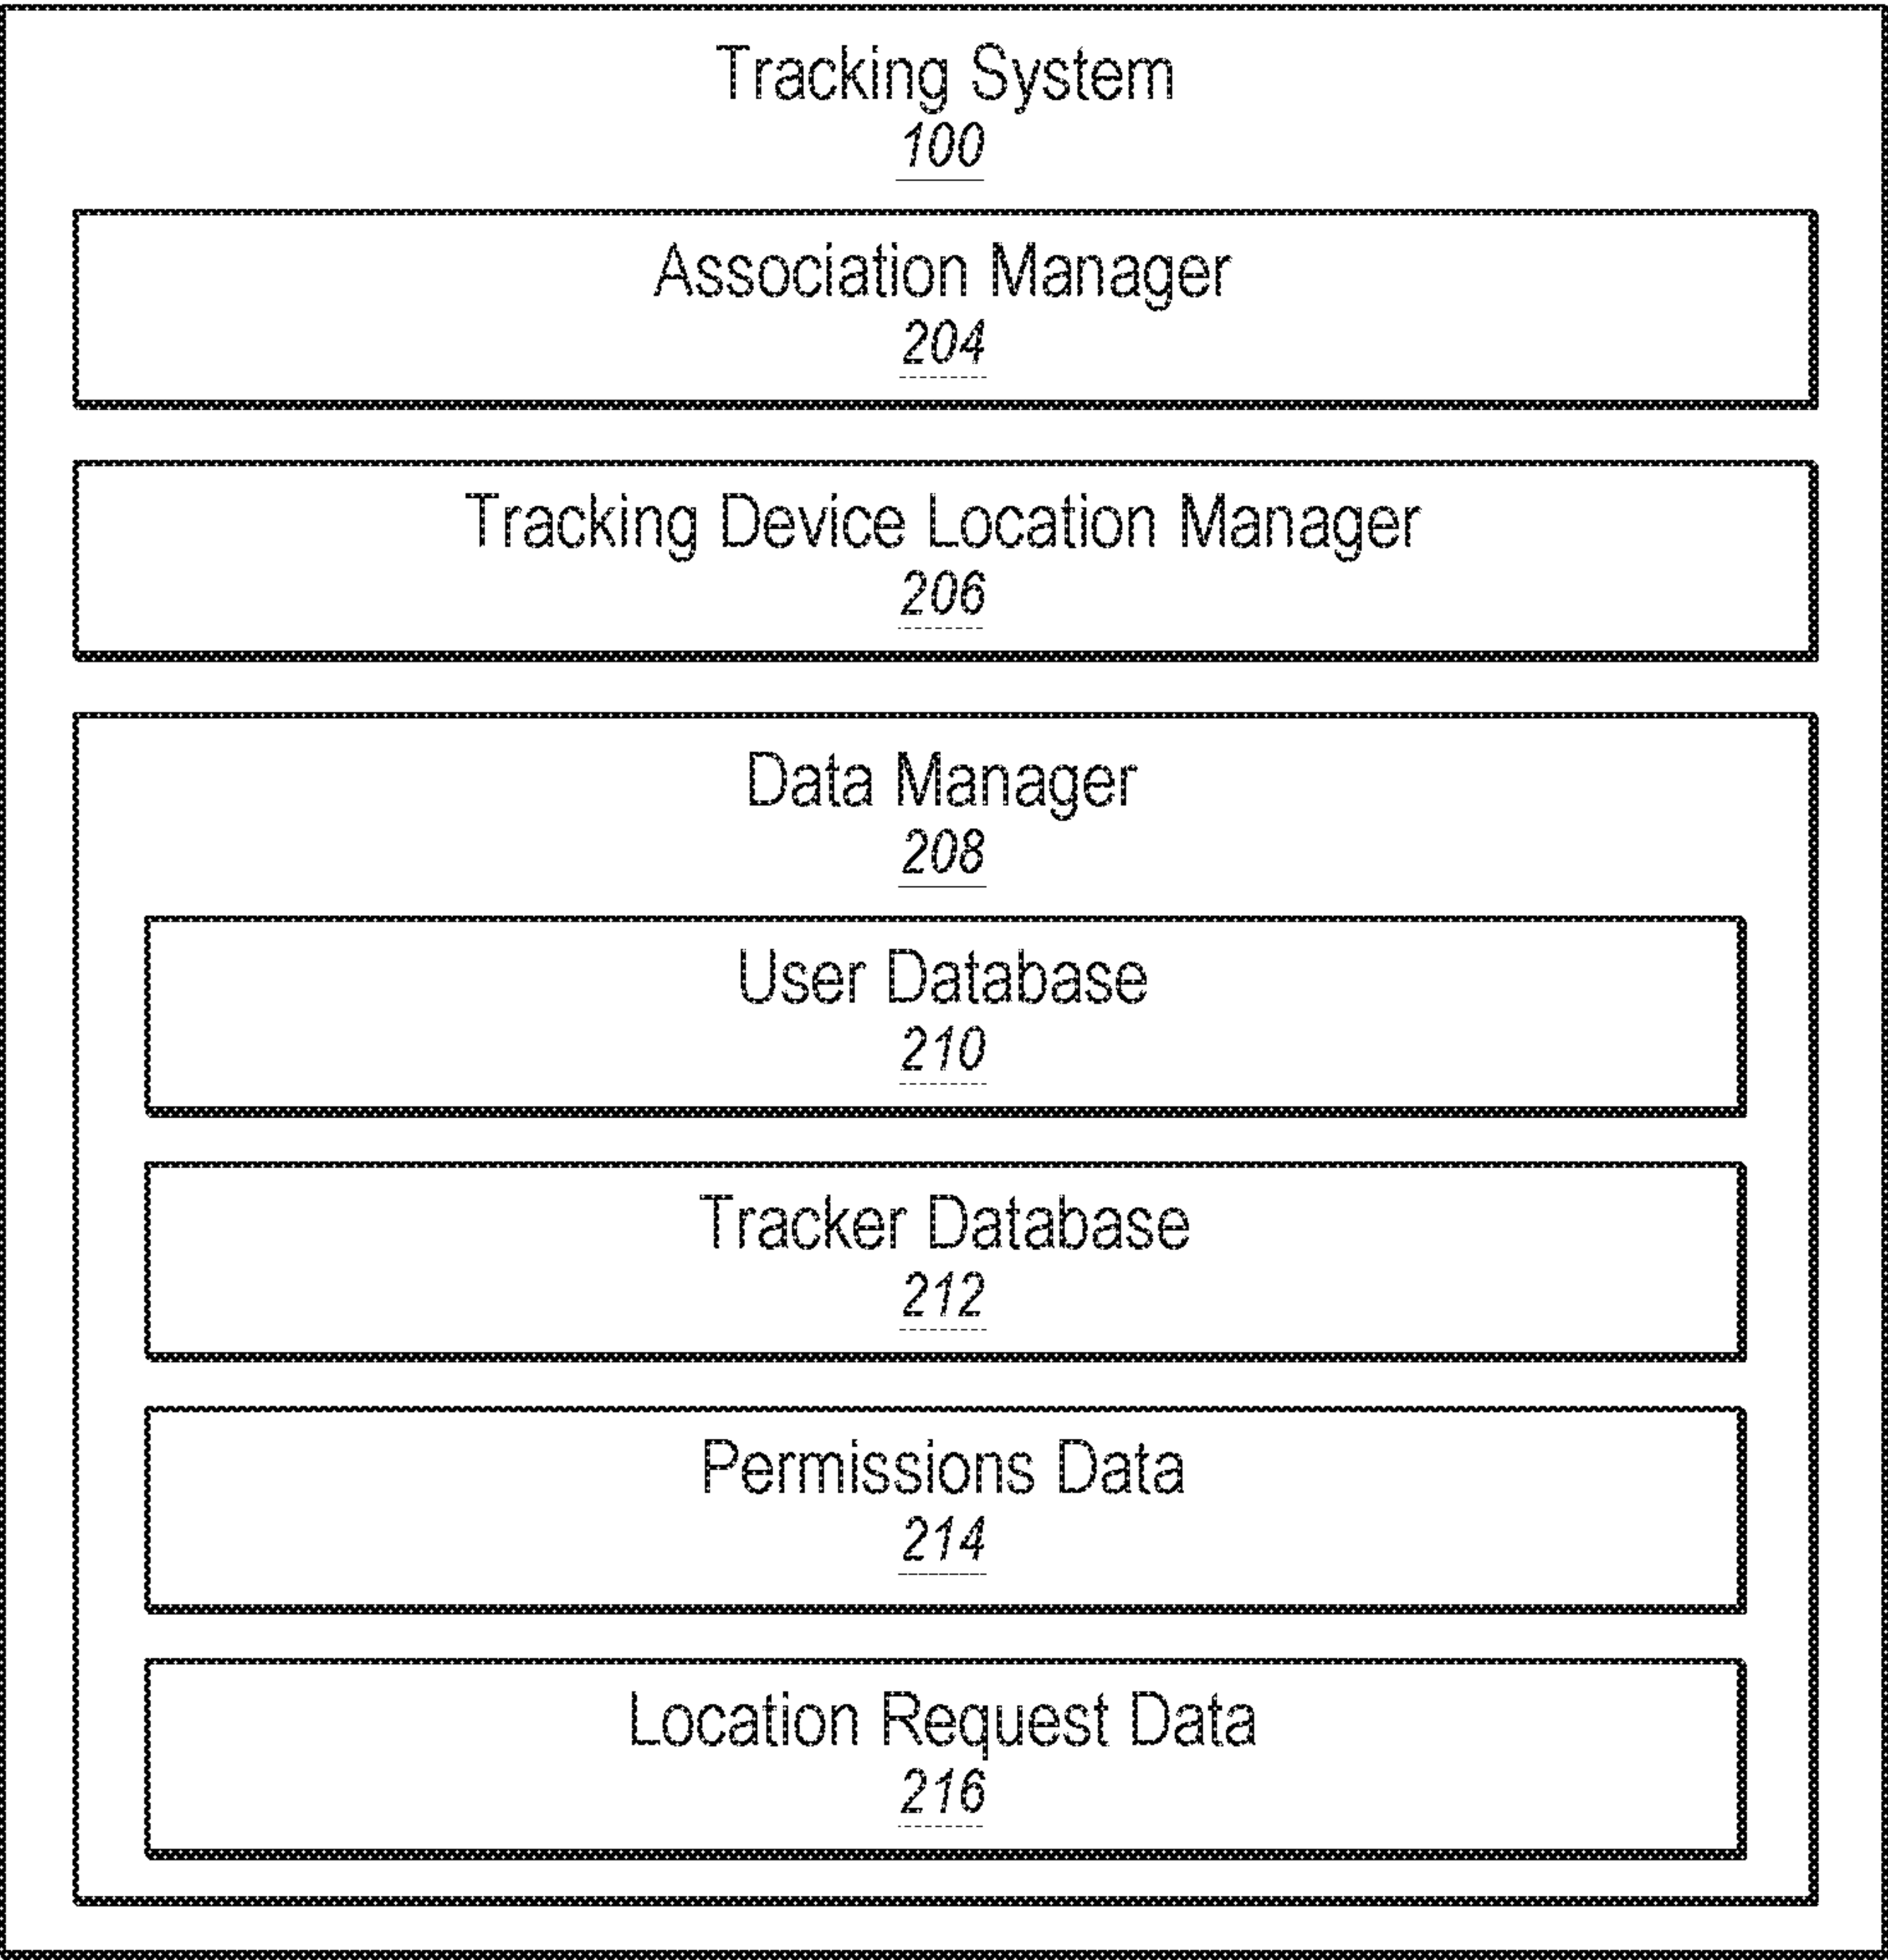 Tracking System
100
Association Manager
204
Tracking Device Location Manager
206
Data Manager
208
User Database
210
Tracker Database
212
Permissions Data
214
Location Request Data
216